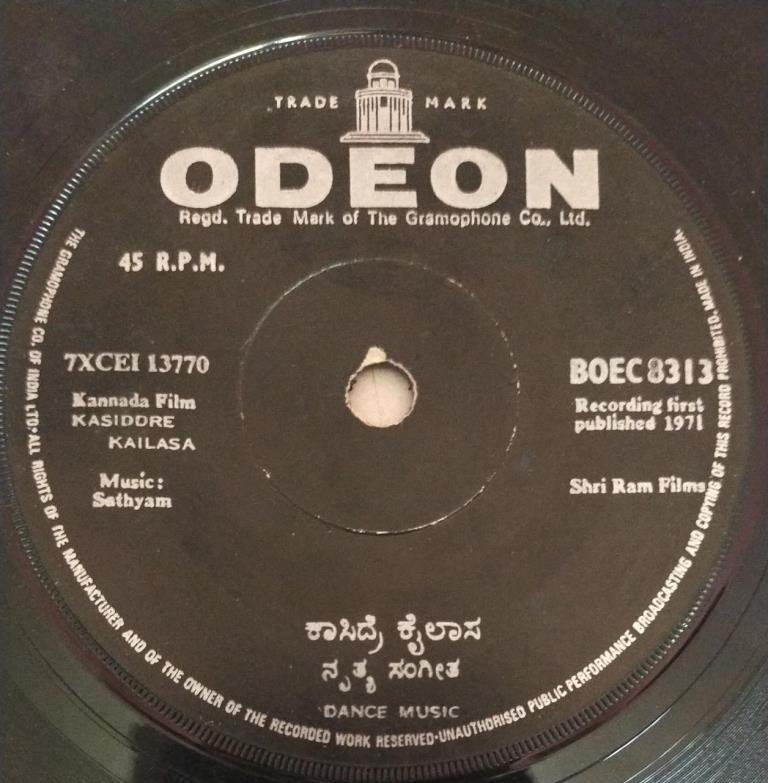 TRADE MARK
ODEON
Regd. Trade Mark of The Gramophone Co., Ltd.
45 R.P.M.
7XCEI 13770
Kannada Film
KASIDDRE
KAILASA
Music:
Sathyam
BOEC 8313
Recording first
published 1971
Shri Ram Films
ಕಾಸಿದ್ರೆ ಕೈಲಾಸ
ನೃತ್ಯ ಸಂಗೀತ
DANCE MUSIC
THE GRAMOPHONE CO. OF INDIA LTD·ALL RIGHTS OF THE MANUFACTURER AND OF THE OWNER OF THE RECORDED WORK RESERVED·UNAUTHORISED PUBLIC PERFORMANCE BROADCASTING AND COPYING OF THIS RECORD PROHIBITED. MADE IN INDIA.